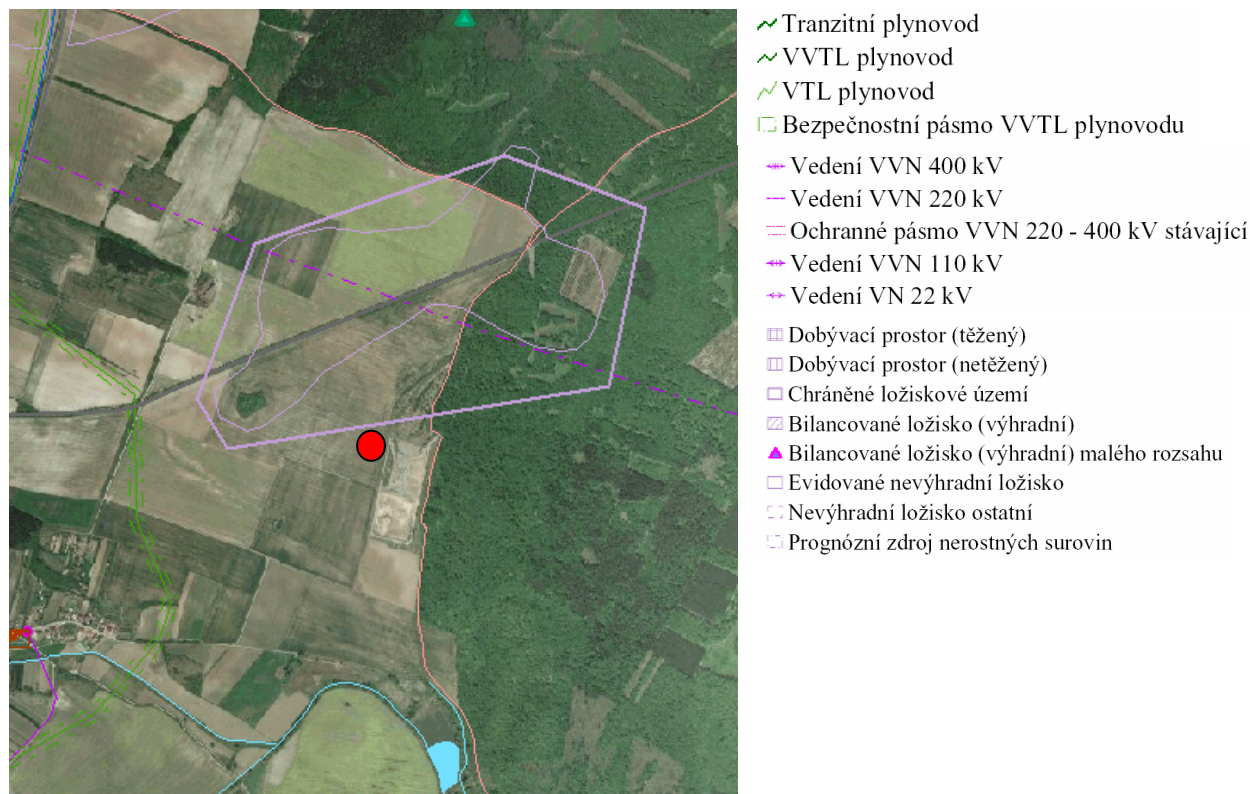 Tranzitní plynovod
VVTL plynovod
VTL plynovod
Bezpečnostní pásmo VVTL plynovodu
Vedení VVN 400 kV
Vedení VVN 220 kV
Ochranné pásmo VVN 220 - 400 kV stávající
Vedení VVN 110 kV
Vedení VN 22 kV
Dobývací prostor (těžený)
Dobývací prostor (netěžený)
Chráněné ložiskové území
Bilancované ložisko (výhradní)
Bilancované ložisko (výhradní) malého rozsahu
Evidované nevýhradní ložisko
Nevýhradní ložisko ostatní
Prognózní zdroj nerostných surovin